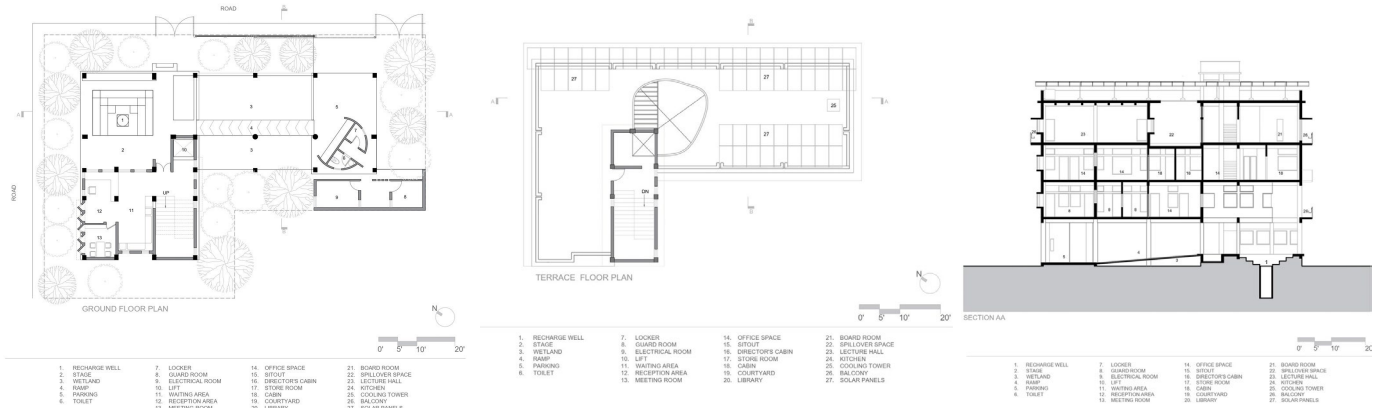 ROAD
B
A
A
B
ROAD
3
5
1
4
2
10
3
7
6
UP
9
8
12
11
13
GROUND FLOOR PLAN
N
0' 5' 10' 20'
1. RECHARGE WELL
2. STAGE
3. WETLAND
4. RAMP
5. PARKING
6. TOILET
7. LOCKER
8. GUARD ROOM
9. ELECTRICAL ROOM
10. LIFT
11. WAITING AREA
12. RECEPTION AREA
13. MEETING ROOM
14. OFFICE SPACE
15. SITOUT
16. DIRECTOR'S CABIN
17. STORE ROOM
18. CABIN
19. COURTYARD
20. LIBRARY
21. BOARD ROOM
22. SPILLOVER SPACE
23. LECTURE HALL
24. KITCHEN
25. COOLING TOWER
26. BALCONY
27. SOLAR PANELS
B
27
27
A
A
25
27
DN
B
TERRACE FLOOR PLAN
N
0' 5' 10' 20'
1. RECHARGE WELL
2. STAGE
3. WETLAND
4. RAMP
5. PARKING
6. TOILET
7. LOCKER
8. GUARD ROOM
9. ELECTRICAL ROOM
10. LIFT
11. WAITING AREA
12. RECEPTION AREA
13. MEETING ROOM
14. OFFICE SPACE
15. SITOUT
16. DIRECTOR'S CABIN
17. STORE ROOM
18. CABIN
19. COURTYARD
20. LIBRARY
21. BOARD ROOM
22. SPILLOVER SPACE
23. LECTURE HALL
24. KITCHEN
25. COOLING TOWER
26. BALCONY
27. SOLAR PANELS
23
22
21
SECTION AA
0' 5' 10'
1. RECHARGE WELL
2. STAGE
3. WETLAND
4. RAMP
5. PARKING
6. TOILET
7. LOCKER
8. GUARD ROOM
9. ELECTRICAL ROOM
10. LIFT
11. WAITING AREA
12. RECEPTION AREA
13. MEETING ROOM
14. OFFICE SPACE
15. SITOUT
16. DIRECTOR'S CABIN
17. STORE ROOM
18. CABIN
19. COURTYARD
20. LIBRARY
21. BOARD ROOM
22. SPILLOVER SPACE
23. LECTURE HALL
24. KITCHEN
25. COOLING TOWER
26. BALCONY
27. SOLAR PANELS